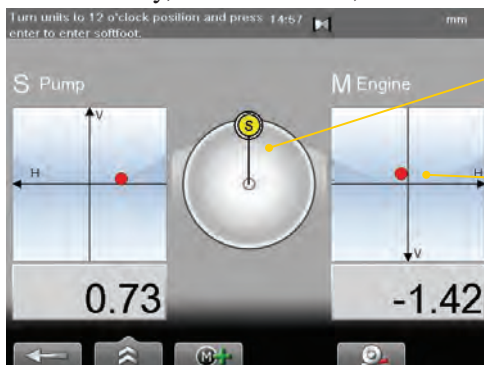 Turn units to 12 o'clock position and press
enter to enter softfoot.
14:57
mm
S Pump
M Engine
V
H
S
H
V
0.73
-1.42
M